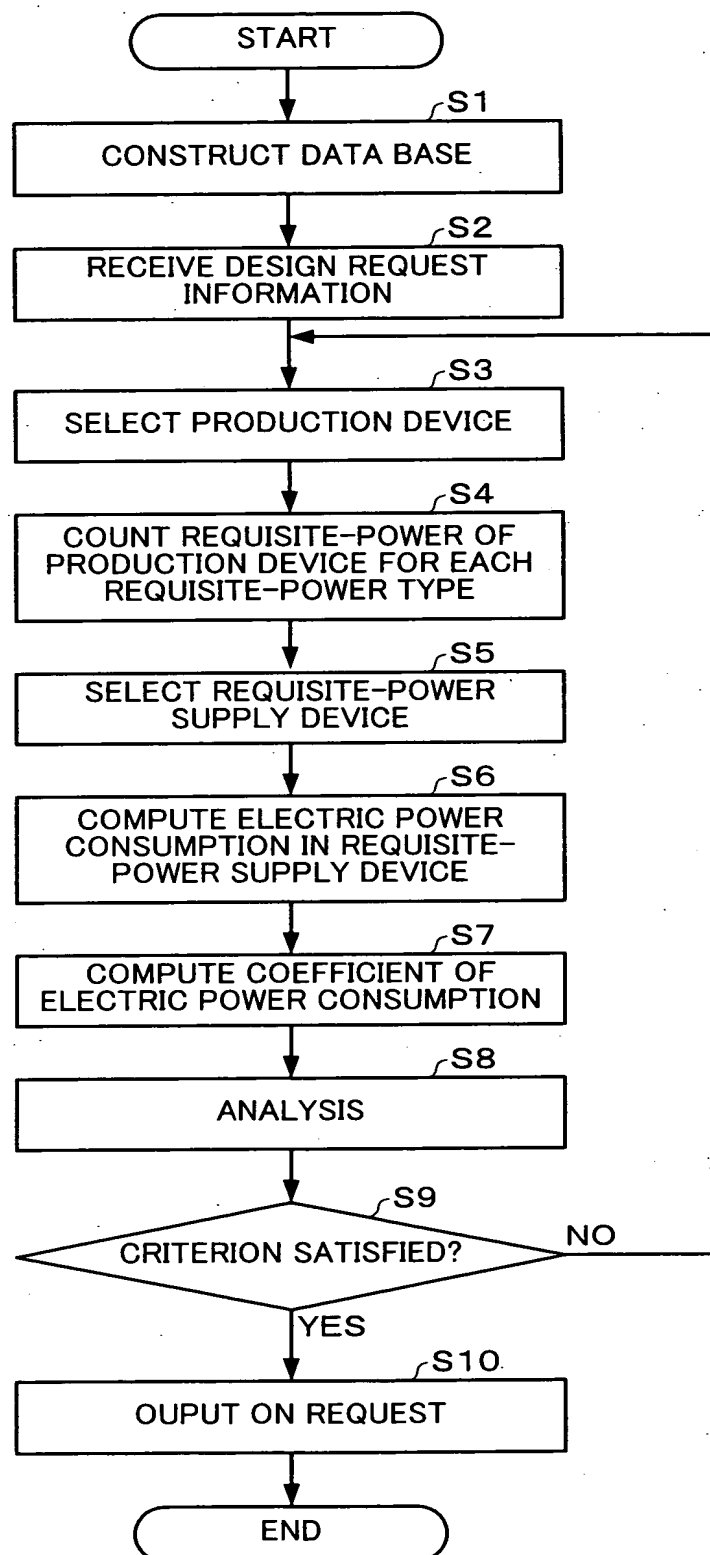 START
S1
CONSTRUCT DATA BASE
S2
RECEIVE DESIGN REQUEST
INFORMATION
S3
SELECT PRODUCTION DEVICE
S4
COUNT REQUISITE-POWER OF
PRODUCTION DEVICE FOR EACH
REQUISITE-POWER TYPE
S5
SELECT REQUISITE-POWER
SUPPLY DEVICE
S6
COMPUTE ELECTRIC POWER
CONSUMPTION IN REQUISITE-
POWER SUPPLY DEVICE
S7
COMPUTE COEFFICIENT OF
ELECTRIC POWER CONSUMPTION
S8
ANALYSIS
S9
CRITERION SATISFIED?
NO
YES
S10
OUPUT ON REQUEST
END